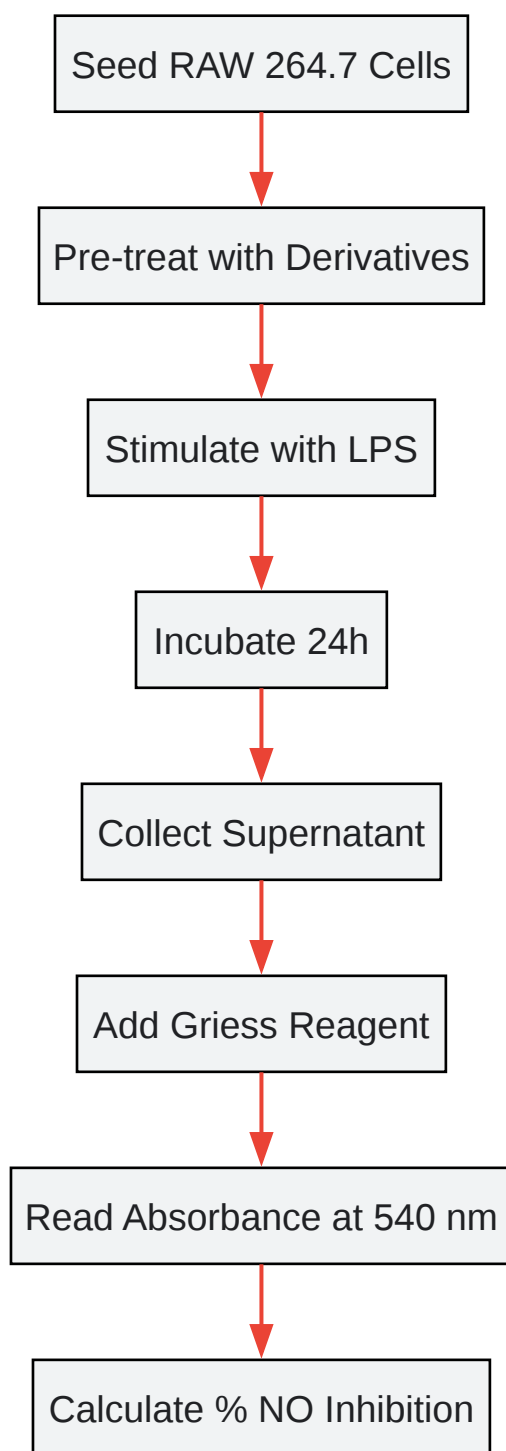 Seed RAW 264.7 Cells
Pre-treat with Derivatives
Stimulate with LPS
Incubate 24h
Collect Supernatant
Add Griess Reagent
Read Absorbance at 540 nm
Calculate % NO Inhibition